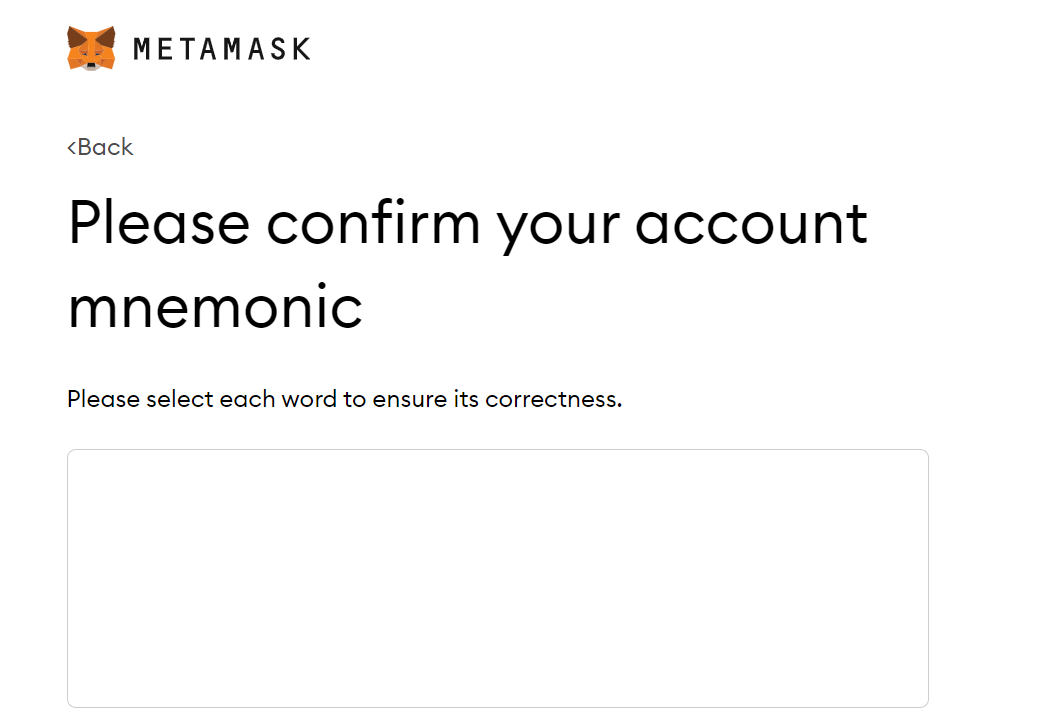 METAMASK
<Back
Please confirm your account
mnemonic
Please select each word to ensure its correctness.